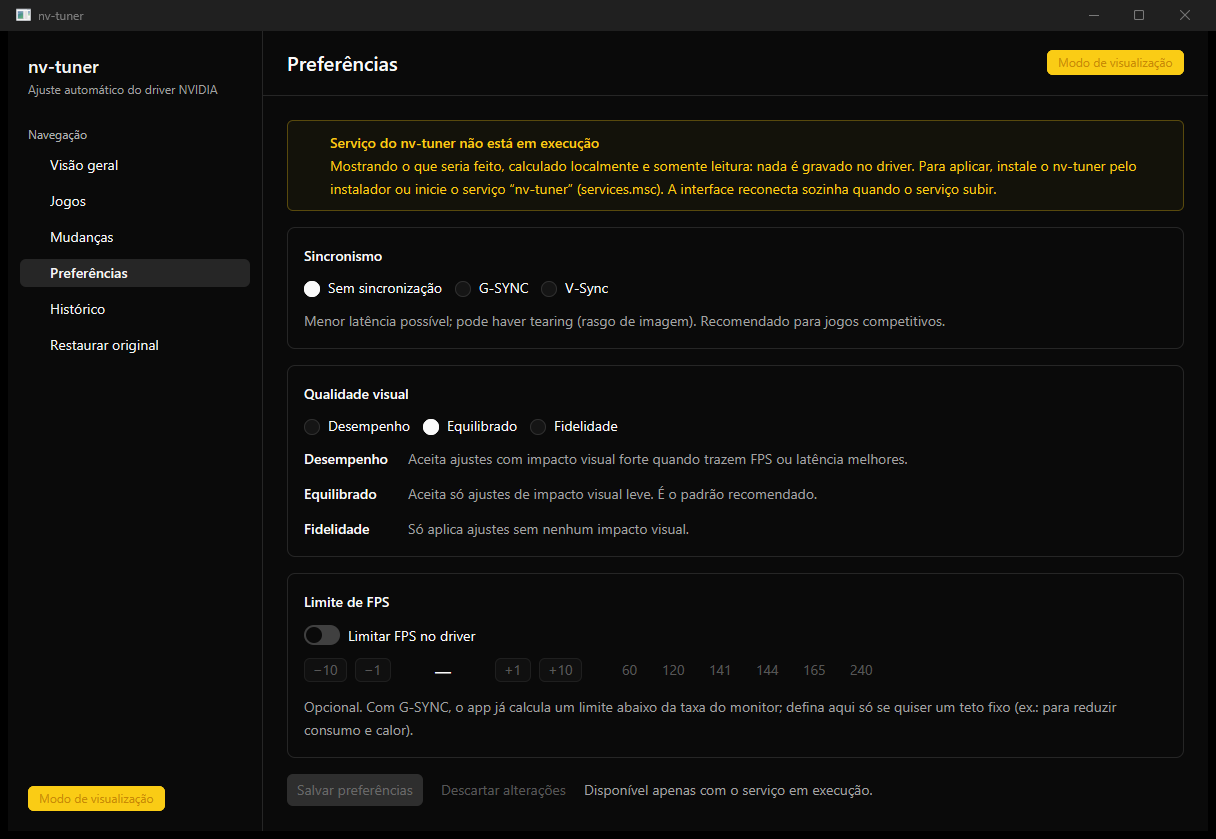 nv-tuner
nv-tuner
Ajuste automático do driver NVIDIA
Navegação
Visão geral
Jogos
Mudanças
Preferências
Histórico
Restaurar original
Modo de visualização
Preferências
Modo de visualização
Serviço do nv-tuner não está em execução
Mostrando o que seria feito, calculado localmente e somente leitura: nada é gravado no driver. Para aplicar, instale o nv-tuner pelo
instalador ou inicie o serviço “nv-tuner” (services.msc). A interface reconecta sozinha quando o serviço subir.
Sincronismo
Sem sincronização G-SYNC V-Sync
Menor latência possível; pode haver tearing (rasgo de imagem). Recomendado para jogos competitivos.
Qualidade visual
Desempenho Equilibrado Fidelidade
Desempenho Aceita ajustes com impacto visual forte quando trazem FPS ou latência melhores.
Equilibrado Aceita só ajustes de impacto visual leve. É o padrão recomendado.
Fidelidade Só aplica ajustes sem nenhum impacto visual.
Limite de FPS
Limitar FPS no driver
−10 −1 — +1 +10 60 120 141 144 165 240
Opcional. Com G-SYNC, o app já calcula um limite abaixo da taxa do monitor; defina aqui só se quiser um teto fixo (ex.: para reduzir
consumo e calor).
Salvar preferências Descartar alterações Disponível apenas com o serviço em execução.